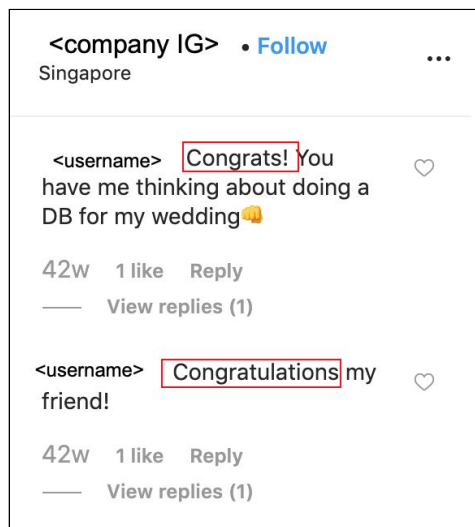 <company IG> • Follow
Singapore
•••
<username> Congrats! You
have me thinking about doing a
DB for my wedding👊
42w 1 like Reply
View replies (1)
<username> Congratulations my
friend!
42w 1 like Reply
View replies (1)